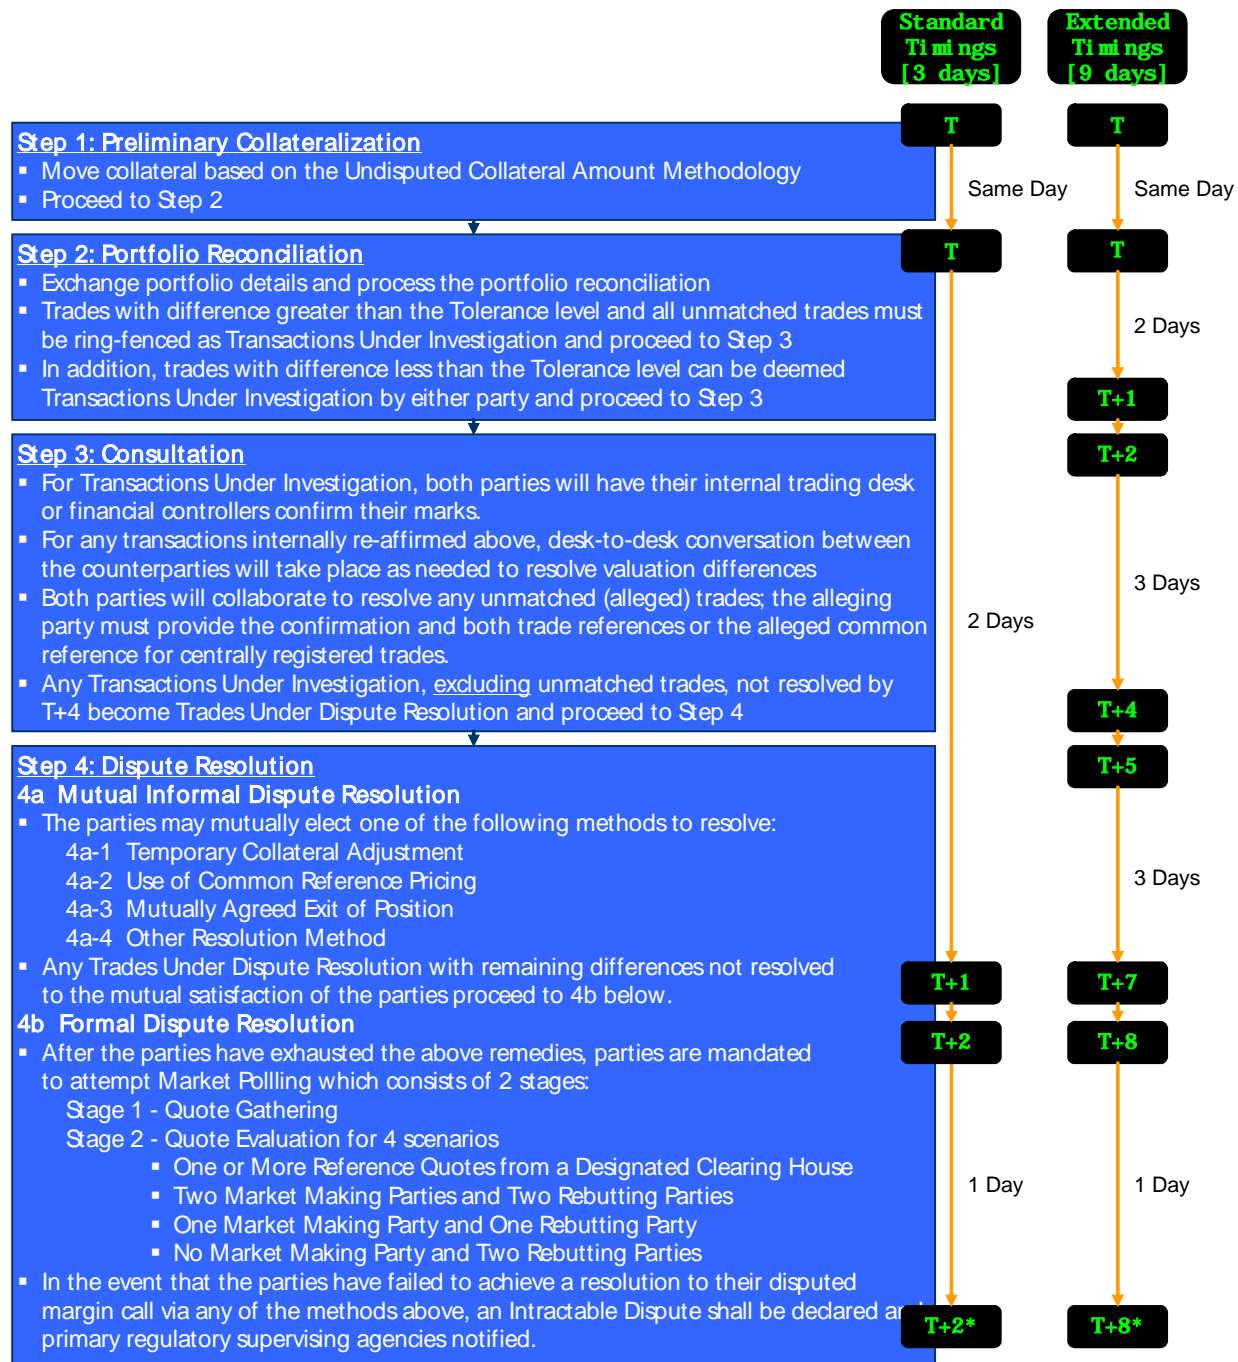 Standard
Timings
[3 days]
Extended
Timings
[9 days]
T
T
Step 1: Preliminary Collateralization
▪ Move collateral based on the Undisputed Collateral Amount Methodology
▪ Proceed to Step 2
Same Day
Same Day
T
T
Step 2: Portfolio Reconciliation
▪ Exchange portfolio details and process the portfolio reconciliation
▪ Trades with difference greater than the Tolerance level and all unmatched trades must
be ring-fenced as Transactions Under Investigation and proceed to Step 3
▪ In addition, trades with difference less than the Tolerance level can be deemed
Transactions Under Investigation by either party and proceed to Step 3
2 Days
T+1
T+2
Step 3: Consultation
▪ For Transactions Under Investigation, both parties will have their internal trading desk
or financial controllers confirm their marks.
▪ For any transactions internally re-affirmed above, desk-to-desk conversation between
the counterparties will take place as needed to resolve valuation differences
▪ Both parties will collaborate to resolve any unmatched (alleged) trades; the alleging
party must provide the confirmation and both trade references or the alleged common
reference for centrally registered trades.
▪ Any Transactions Under Investigation, excluding unmatched trades, not resolved by
T+4 become Trades Under Dispute Resolution and proceed to Step 4
2 Days
3 Days
T+4
T+5
Step 4: Dispute Resolution
4a Mutual Informal Dispute Resolution
▪ The parties may mutually elect one of the following methods to resolve:
4a-1 Temporary Collateral Adjustment
4a-2 Use of Common Reference Pricing
4a-3 Mutually Agreed Exit of Position
4a-4 Other Resolution Method
▪ Any Trades Under Dispute Resolution with remaining differences not resolved
to the mutual satisfaction of the parties proceed to 4b below.
3 Days
T+1
T+7
4b Formal Dispute Resolution
▪ After the parties have exhausted the above remedies, parties are mandated
to attempt Market Pollling which consists of 2 stages:
Stage 1 - Quote Gathering
Stage 2 - Quote Evaluation for 4 scenarios
▪ One or More Reference Quotes from a Designated Clearing House
▪ Two Market Making Parties and Two Rebutting Parties
▪ One Market Making Party and One Rebutting Party
▪ No Market Making Party and Two Rebutting Parties
▪ In the event that the parties have failed to achieve a resolution to their disputed
margin call via any of the methods above, an Intractable Dispute shall be declared
primary regulatory supervising agencies notified.
T+2
T+8
1 Day
1 Day
T+2*
T+8*